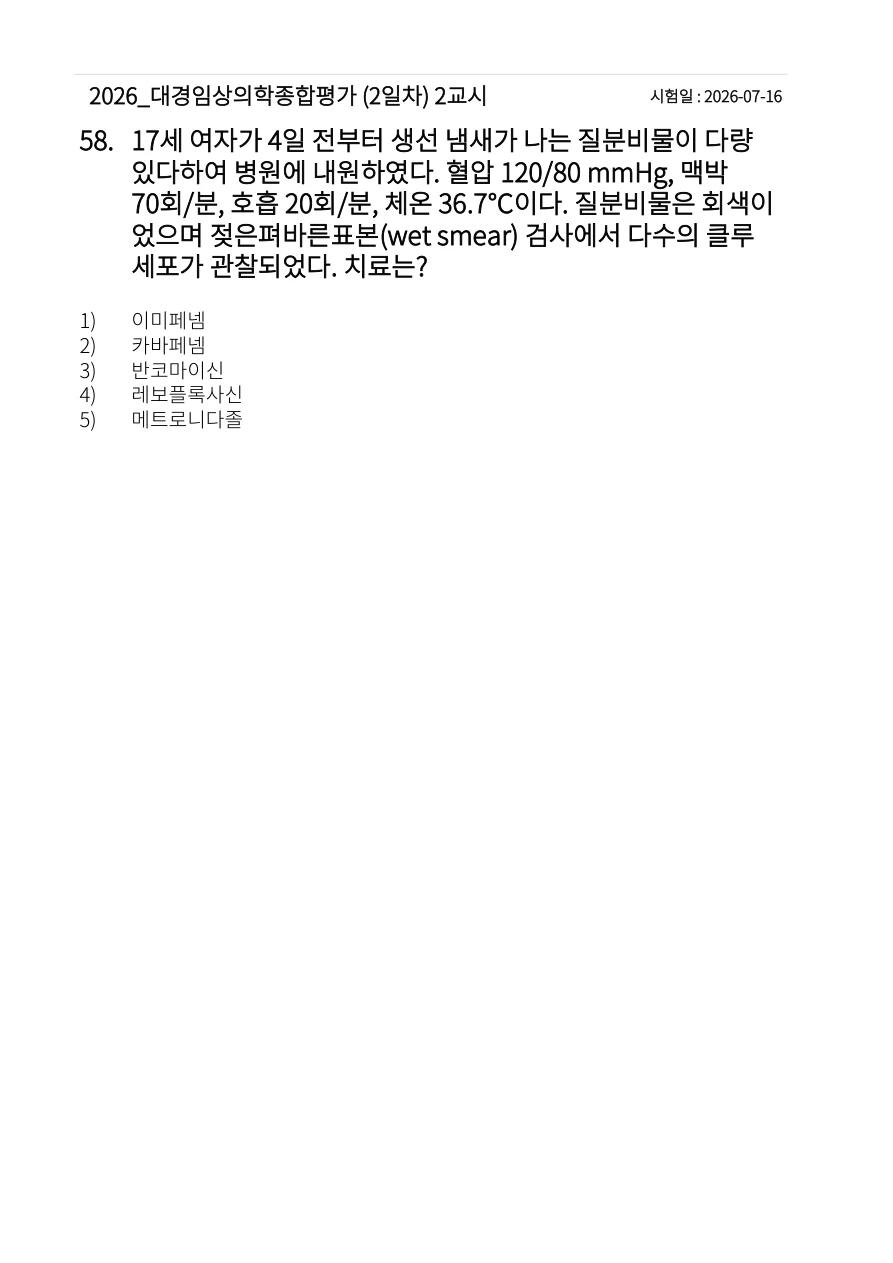 2026_대경임상의학종합평가 (2일차) 2교시
시험일 : 2026-07-16
58. 17세 여자가 4일 전부터 생선 냄새가 나는 질분비물이 다량
있다하여 병원에 내원하였다. 혈압 120/80 mmHg, 맥박
70회/분, 호흡 20회/분, 체온 36.7℃이다. 질분비물은 회색이
었으며 젖은펴바른표본(wet smear) 검사에서 다수의 클루
세포가 관찰되었다. 치료는?
1) 이미페넴
2) 카바페넴
3) 반코마이신
4) 레보플록사신
5) 메트로니다졸